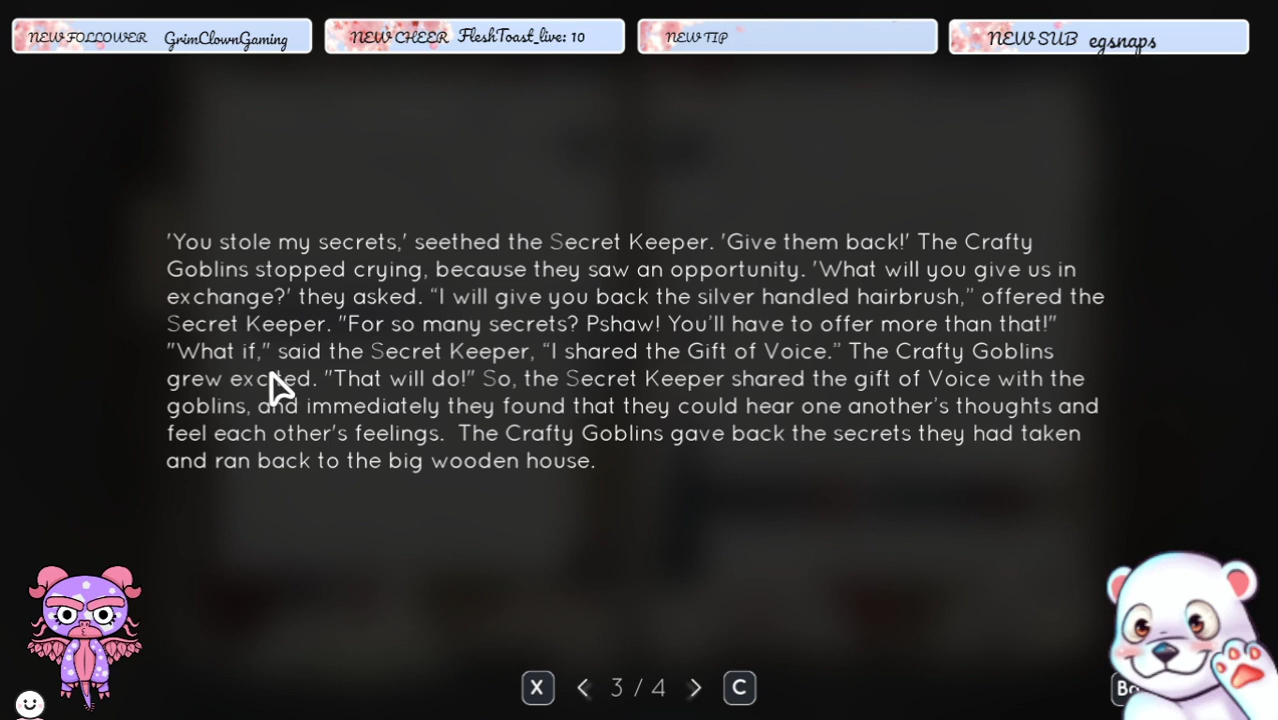 NEW FOLLOWER GrimClownGaming
NEW CHEER FleshToast_live: 10
NEW TIP
NEW SUB egsnaps
'You stole my secrets,' seethed the Secret Keeper. 'Give them back!' The Crafty
Goblins stopped crying, because they saw an opportunity. 'What will you give us in
exchange?' they asked. “I will give you back the silver handled hairbrush,” offered the
Secret Keeper. "For so many secrets? Pshaw! You’ll have to offer more than that!"
"What if," said the Secret Keeper, “I shared the Gift of Voice.” The Crafty Goblins
grew excited. "That will do!" So, the Secret Keeper shared the gift of Voice with the
goblins, and immediately they found that they could hear one another’s thoughts and
feel each other's feelings. The Crafty Goblins gave back the secrets they had taken
and ran back to the big wooden house.
X < 3 / 4 > C